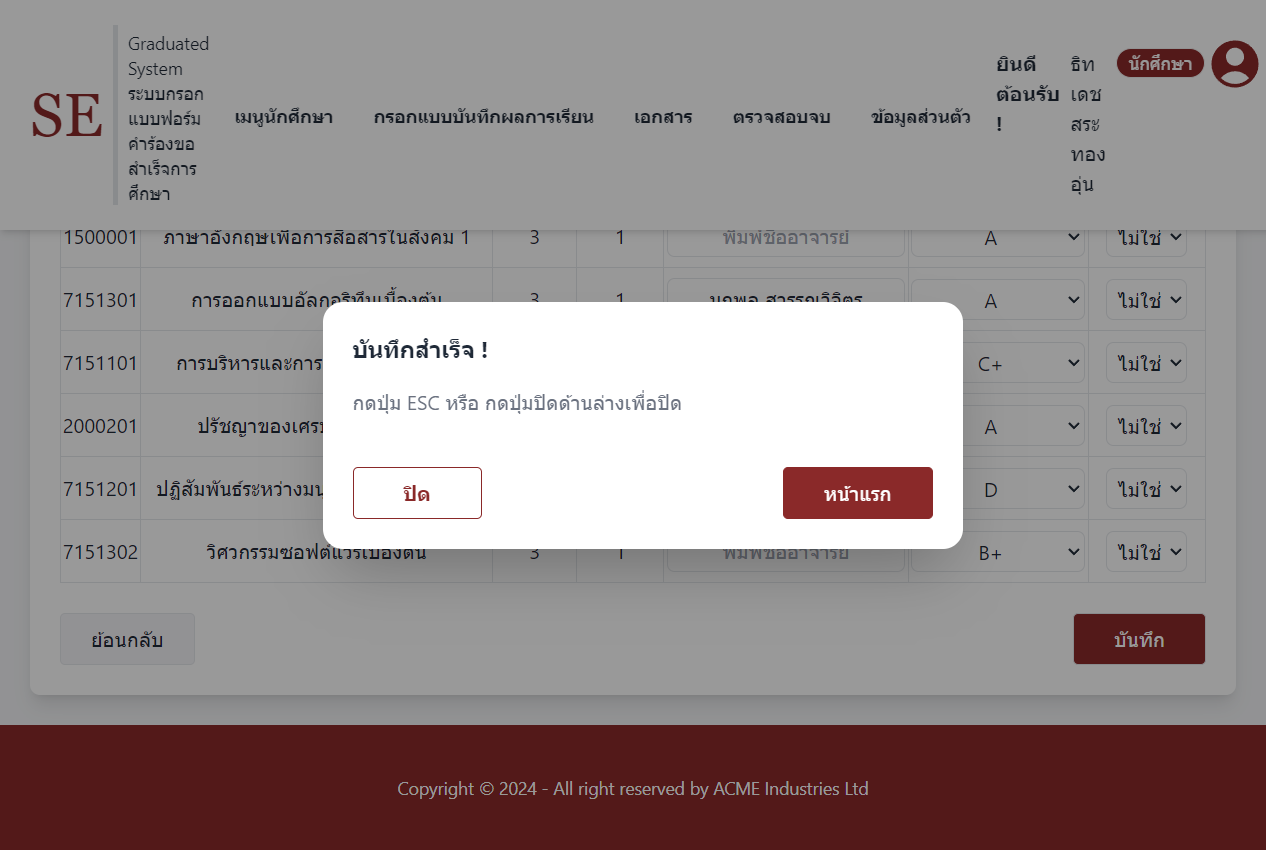 SE
Graduated
System
ระบบกรอก
แบบฟอร์ม
คำร้องขอ
สำเร็จการ
ศึกษา
เมนูนักศึกษา กรอกแบบบันทึกผลการเรียน เอกสาร ตรวจสอบจบ ข้อมูลส่วนตัว
ยินดี
ต้อนรับ
!
ธิท
เดช
สระ
ทอง
อุ่น
นักศึกษา
1500001 ภาษาอังกฤษเพื่อการสื่อสารในสังคม 1 3 1 พิมพ์ชื่ออาจารย์ A ไม่ใช่
7151301 การออกแบบอัลกอริทึมเบื้องต้น 3 1 A ไม่ใช่
7151101 การบริหารและการ C+ ไม่ใช่
2000201 ปรัชญาของเศร A ไม่ใช่
7151201 ปฏิสัมพันธ์ระหว่างมน D ไม่ใช่
7151302 วิศวกรรมซอฟต์แวร์เบื้องต้น 3 1 พิมพ์ชื่ออาจารย์ B+ ไม่ใช่
บันทึกสำเร็จ !
กดปุ่ม ESC หรือ กดปุ่มปิดด้านล่างเพื่อปิด
ปิด หน้าแรก
ย้อนกลับ บันทึก
Copyright © 2024 - All right reserved by ACME Industries Ltd